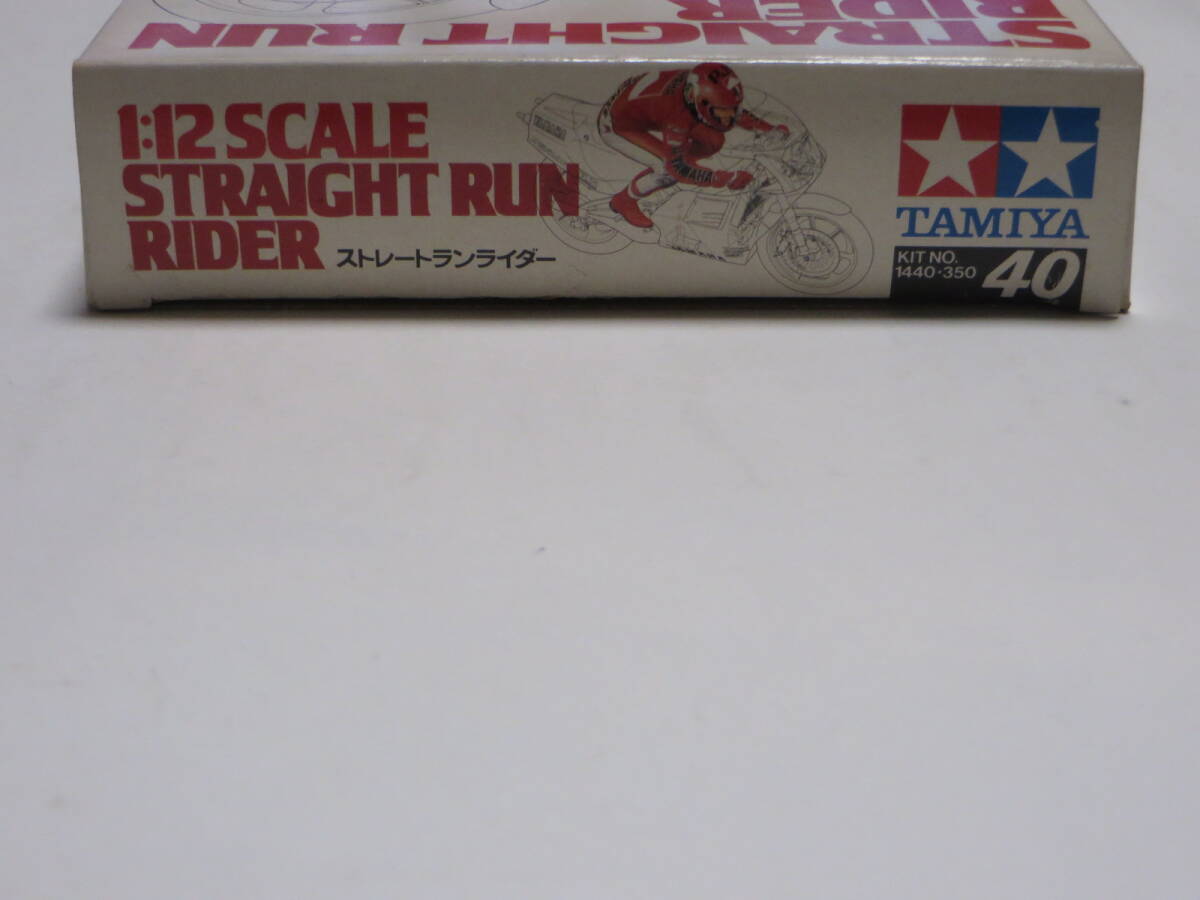 STRAIGHT RUN
RIDER
1:12 SCALE
STRAIGHT RUN
RIDER ストレートランライダー
YAMAHA
TAMIYA
KIT NO.
1440・350 40